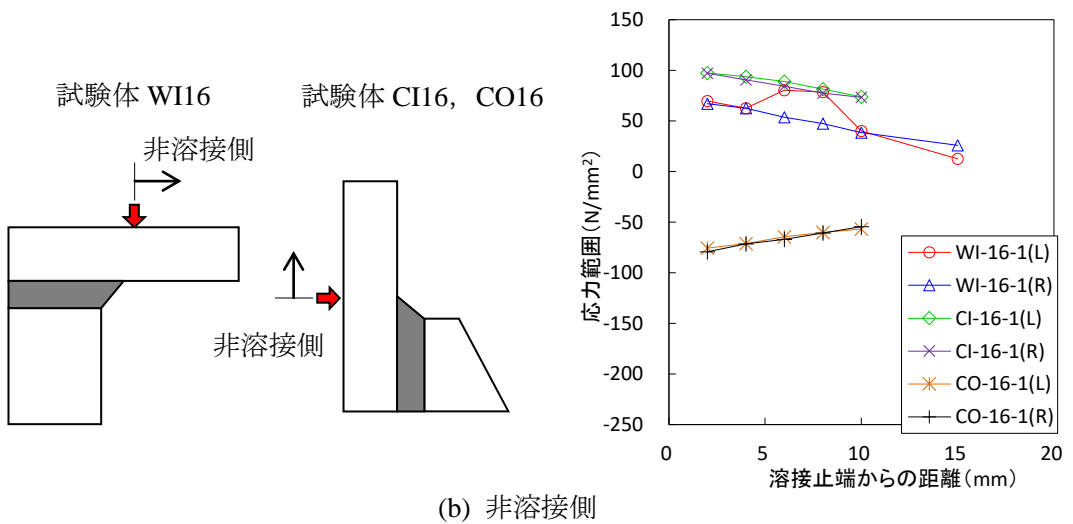 試験体 WI16
非溶接側
試験体 CI16, CO16
非溶接側
応力範囲(N/mm²)
150
100
50
0
-50
-100
-150
-200
-250
0
5
10
15
20
溶接止端からの距離(mm)
WI-16-1(L)
WI-16-1(R)
CI-16-1(L)
CI-16-1(R)
CO-16-1(L)
CO-16-1(R)
(b) 非溶接側